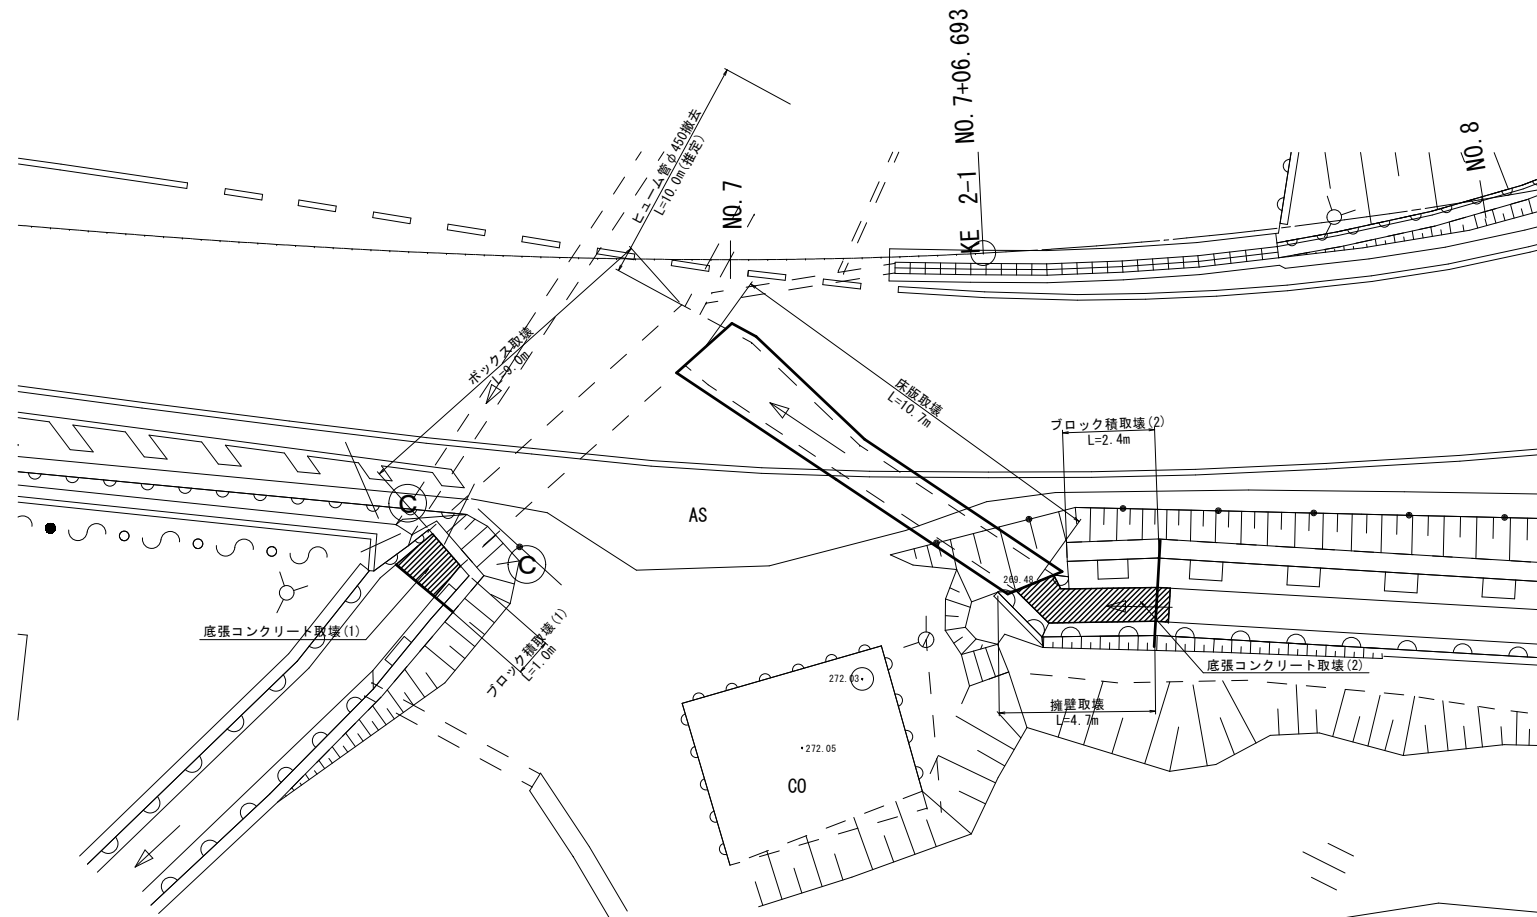 KE 2-1 NO.7+06.693
NO.8
ヒューム管φ450撤去
L=10.0m(推定)
NO.7
ボックス取壊
L=9.0m
床版取壊
L=10.7m
ブロック積取壊(2)
L=2.4m
C
AS
C
269.48
底張コンクリート取壊(1)
ブロック積取壊(1)
L=1.0m
底張コンクリート取壊(2)
272.03
擁壁取壊
L=4.7m
272.05
CO